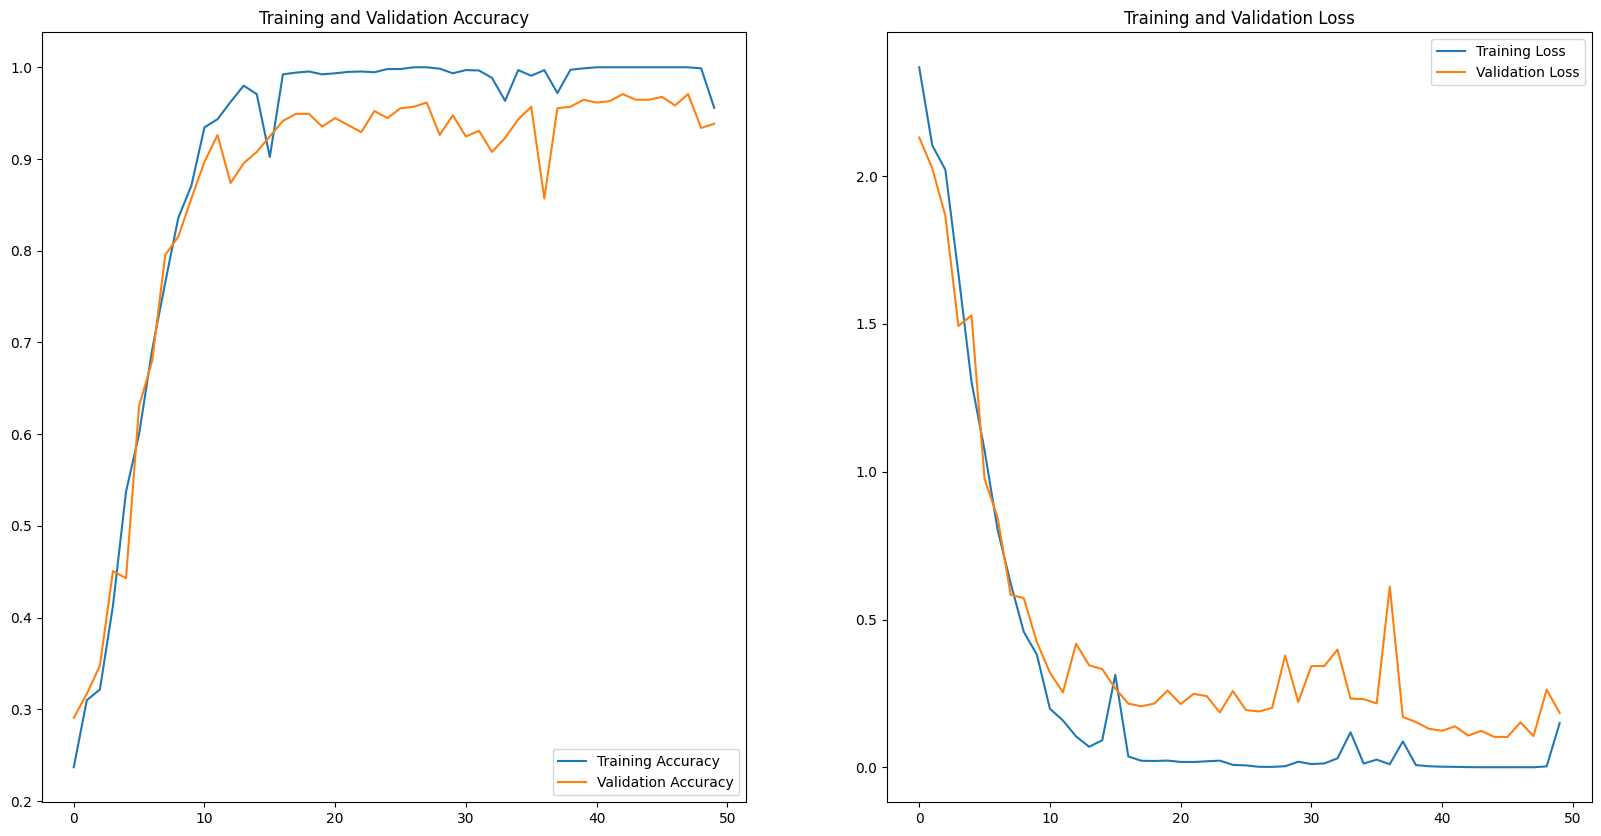 Training and Validation Accuracy
1.0
0.9
0.8
0.7
0.6
0.5
0.4
0.3
0.2
0 10 20 30 40 50
Training Accuracy
Validation Accuracy
Training and Validation Loss
2.0
1.5
1.0
0.5
0.0
0 10 20 30 40 50
Training Loss
Validation Loss